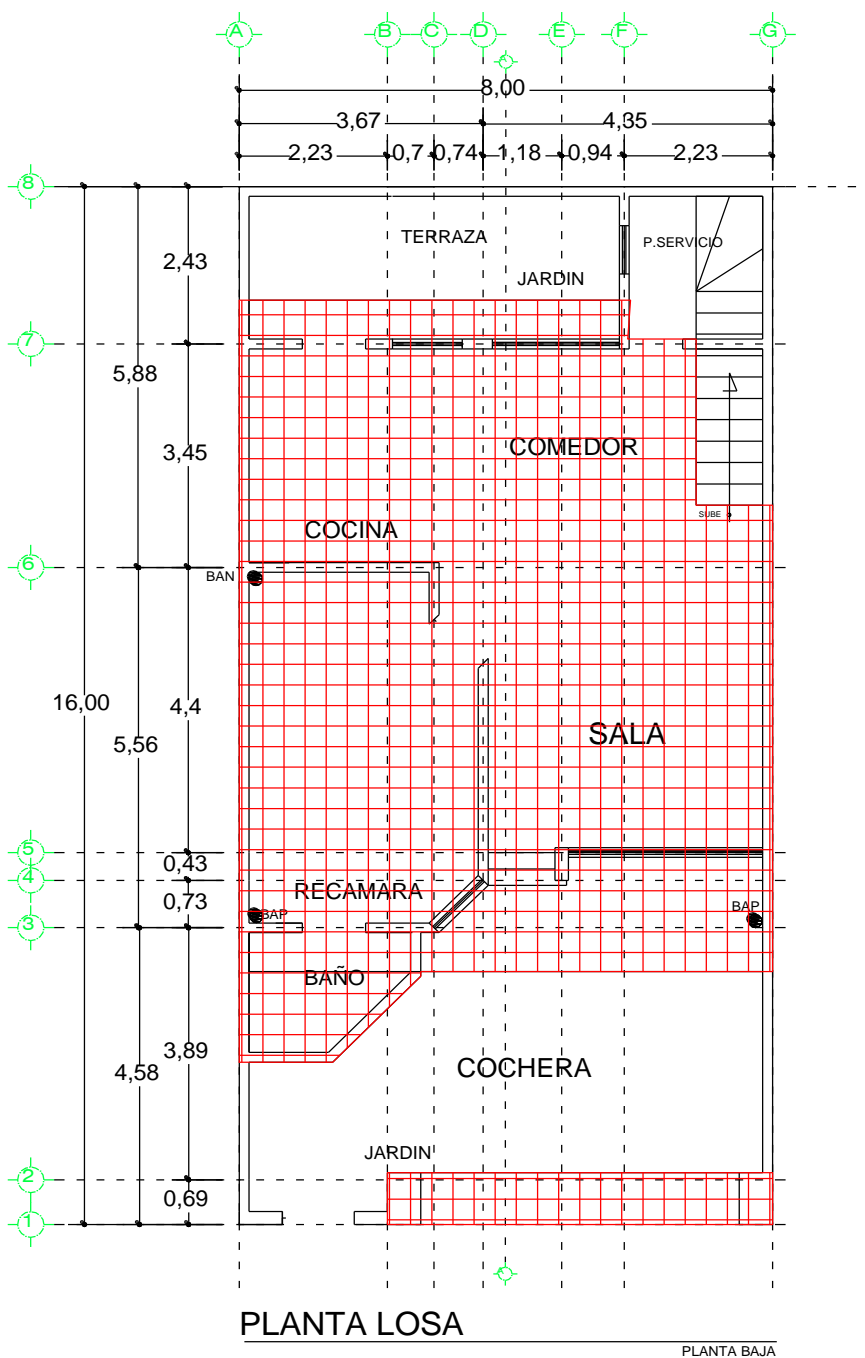 A B C D E F G
A
8,00
3,67 4,35
2,23 0,7 0,74 1,18 0,94 2,23
8
TERRAZA P.SERVICIO
2,43
JARDIN
7
5,88
COMEDOR
3,45
SUBE
COCINA
6
BAN
16,00 4,4
SALA
5,56
5
0,43
4
RECAMARA
0,73
BAP BAP
3
BAÑO
3,89
COCHERA
4,58
JARDIN
2
0,69
1
A
PLANTA LOSA
PLANTA BAJA